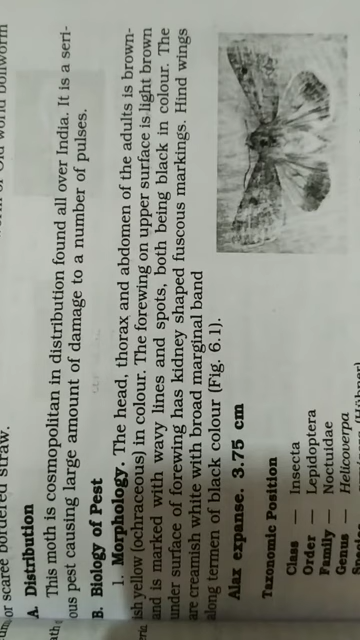 or scarce bordered straw.
A. Distribution
This moth is cosmopolitan in distribution found all over India. It is a seri-
ous pest causing large amount of damage to a number of pulses.
B. Biology of Pest
1. Morphology. The head, thorax and abdomen of the adults is brown-
ish yellow (ochraceous) in colour. The forewing on upper surface is light brown
and is marked with wavy lines and spots, both being black in colour. The
under surface of forewing has kidney shaped fuscous markings. Hind wings
are creamish white with broad marginal band
along termen of black colour (Fig. 6.1).
Alax expanse. 3.75 cm
Taxonomic Position
Class — Insecta
Order — Lepidoptera
Family — Noctuidae
Genus — Helicoverpa